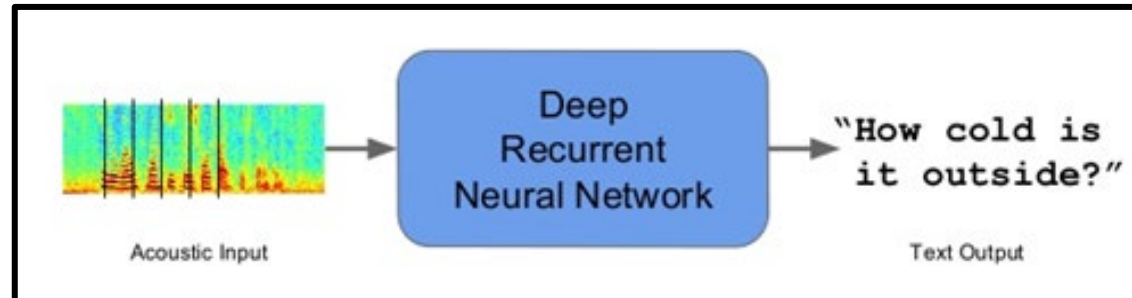 Deep
Recurrent
Neural Network
"How cold is
it outside?"
Acoustic Input
Text Output